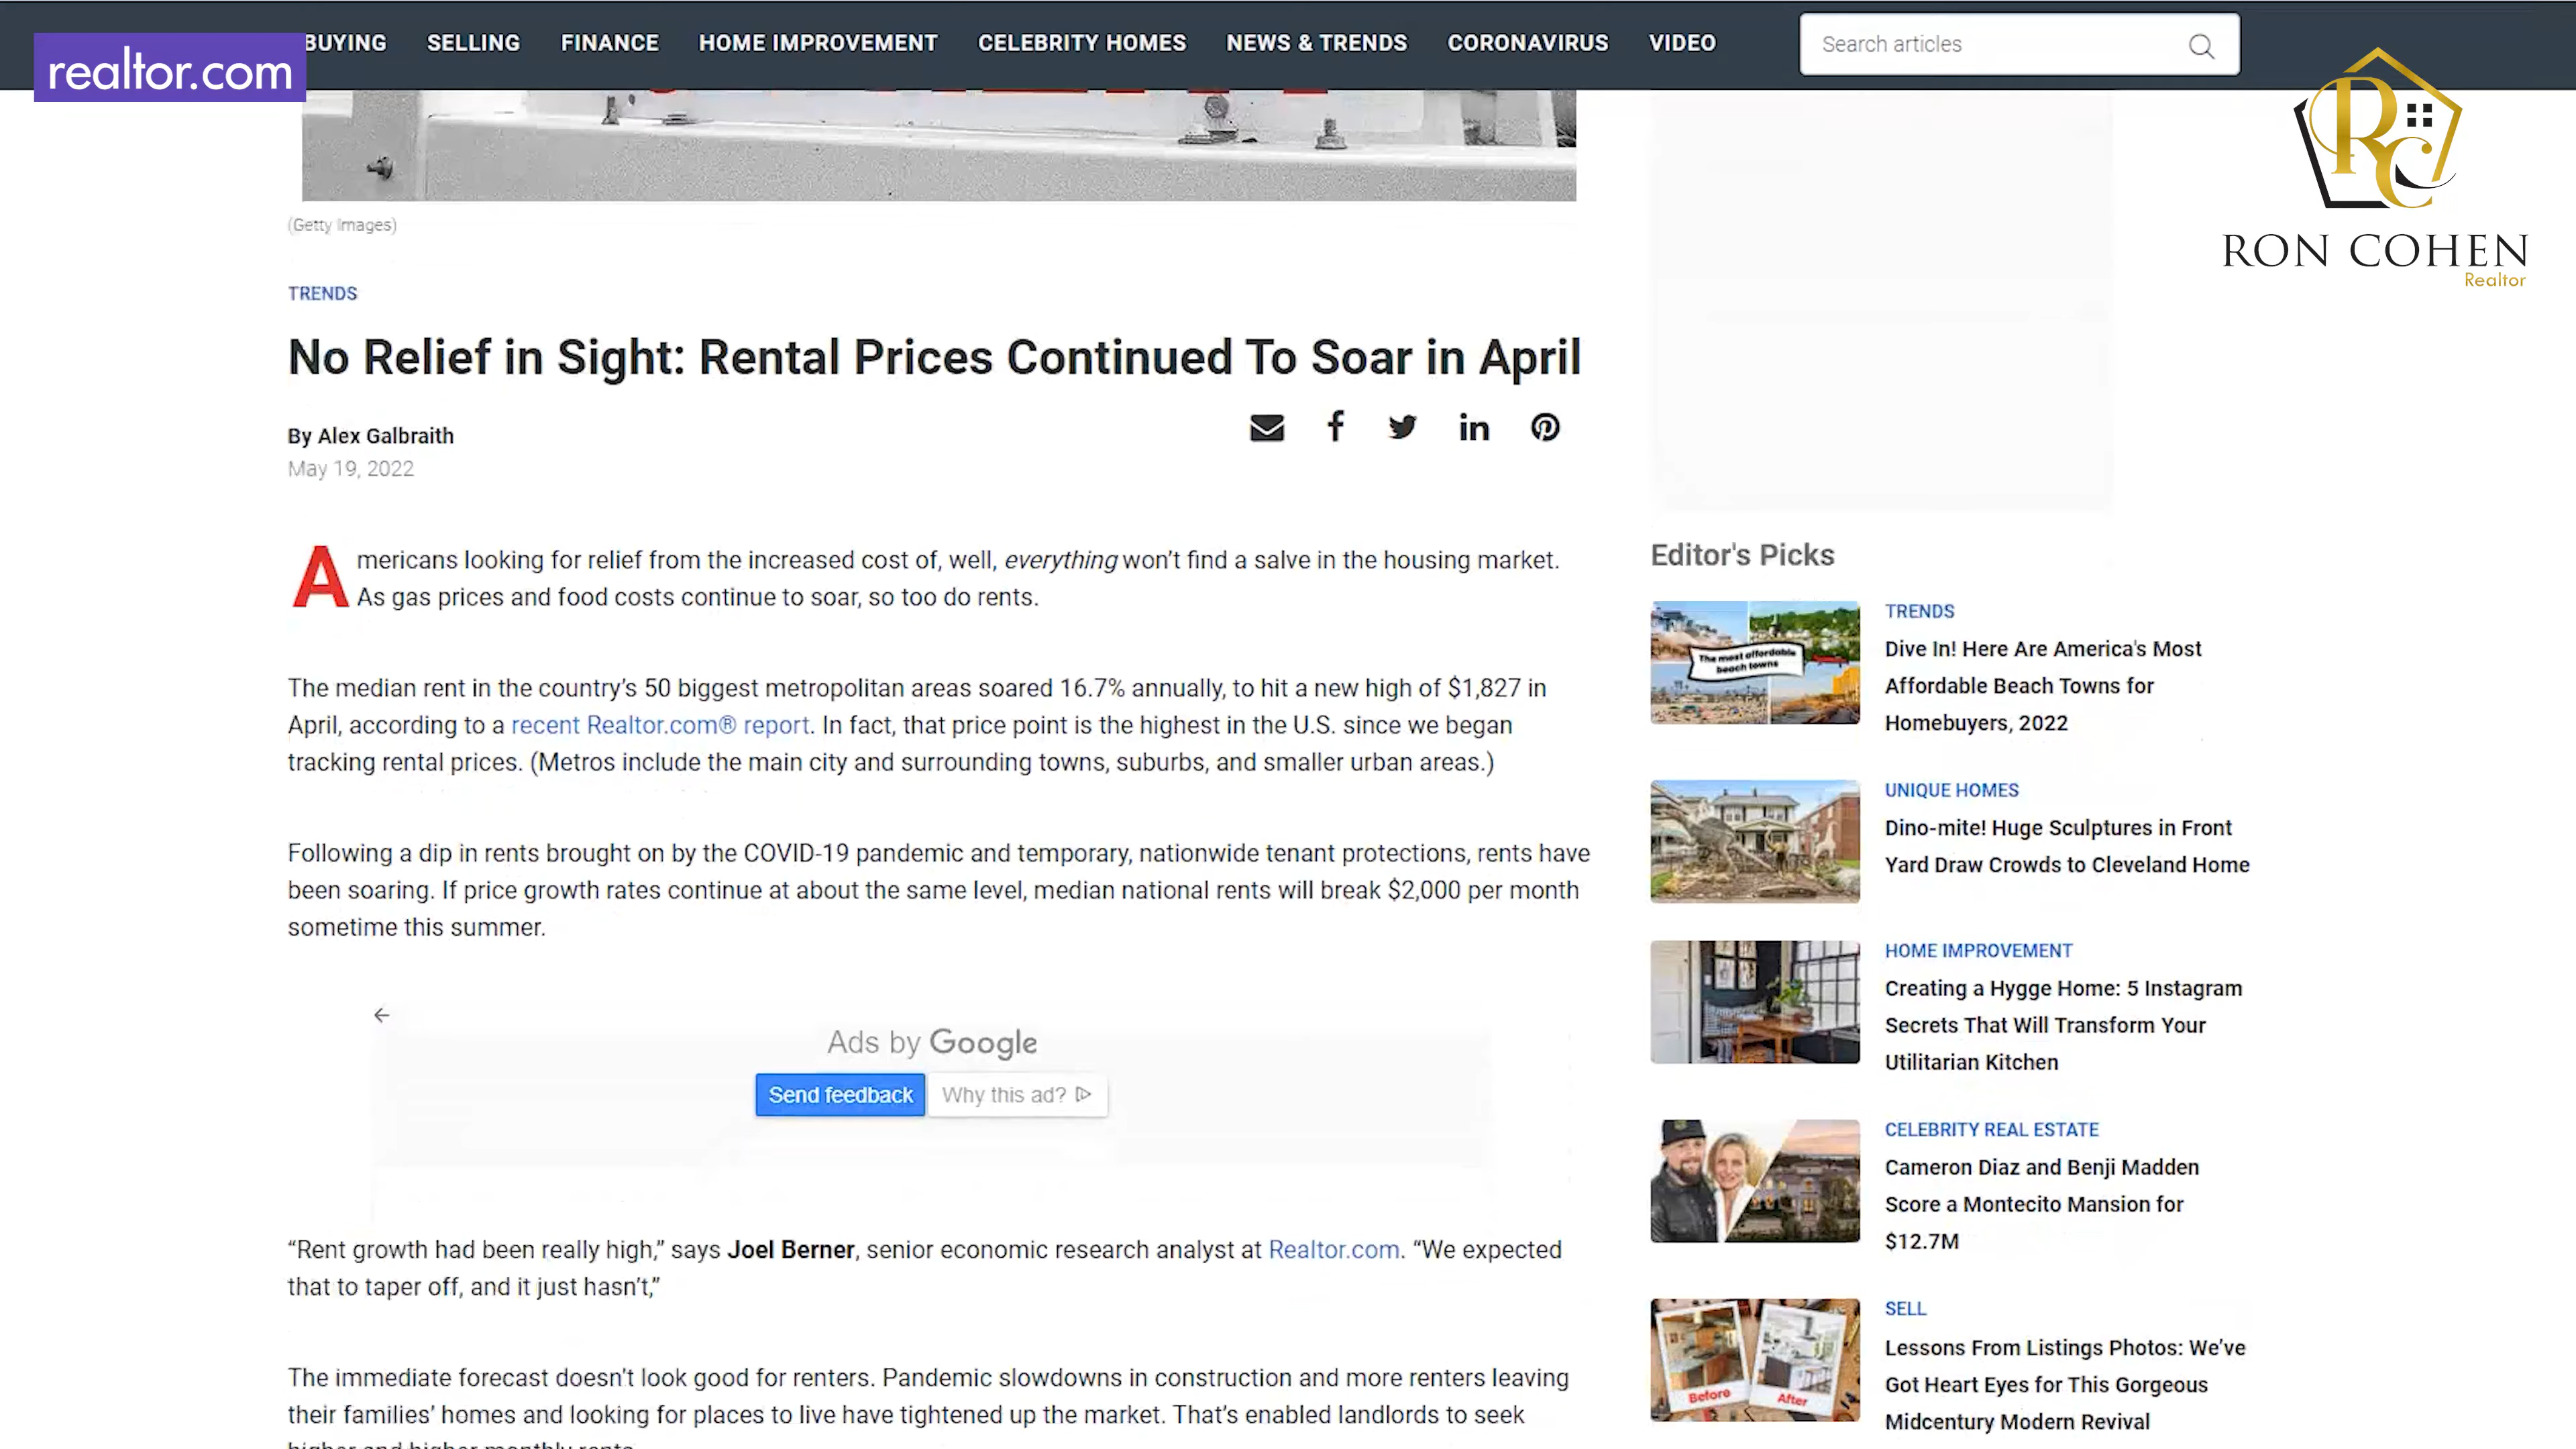 BUYING SELLING FINANCE HOME IMPROVEMENT CELEBRITY HOMES NEWS & TRENDS CORONAVIRUS VIDEO Search articles
realtor.com
RC
RON COHEN
Realtor
(Getty Images)
TRENDS
No Relief in Sight: Rental Prices Continued To Soar in April
By Alex Galbraith
May 19, 2022
Americans looking for relief from the increased cost of, well, everything won't find a salve in the housing market.
As gas prices and food costs continue to soar, so too do rents.
The median rent in the country's 50 biggest metropolitan areas soared 16.7% annually, to hit a new high of $1,827 in
April, according to a recent Realtor.com® report. In fact, that price point is the highest in the U.S. since we began
tracking rental prices. (Metros include the main city and surrounding towns, suburbs, and smaller urban areas.)
Following a dip in rents brought on by the COVID-19 pandemic and temporary, nationwide tenant protections, rents have
been soaring. If price growth rates continue at about the same level, median national rents will break $2,000 per month
sometime this summer.
Ads by Google
Send feedback
Why this ad?
“Rent growth had been really high,” says Joel Berner, senior economic research analyst at Realtor.com. “We expected
that to taper off, and it just hasn't,”
The immediate forecast doesn't look good for renters. Pandemic slowdowns in construction and more renters leaving
their families' homes and looking for places to live have tightened up the market. That's enabled landlords to seek
higher and higher monthly rents.
Editor's Picks
The most affordable
beach towns
TRENDS
Dive In! Here Are America's Most
Affordable Beach Towns for
Homebuyers, 2022
UNIQUE HOMES
Dino-mite! Huge Sculptures in Front
Yard Draw Crowds to Cleveland Home
HOME IMPROVEMENT
Creating a Hygge Home: 5 Instagram
Secrets That Will Transform Your
Utilitarian Kitchen
CELEBRITY REAL ESTATE
Cameron Diaz and Benji Madden
Score a Montecito Mansion for
$12.7M
Before
After
SELL
Lessons From Listings Photos: We've
Got Heart Eyes for This Gorgeous
Midcentury Modern Revival